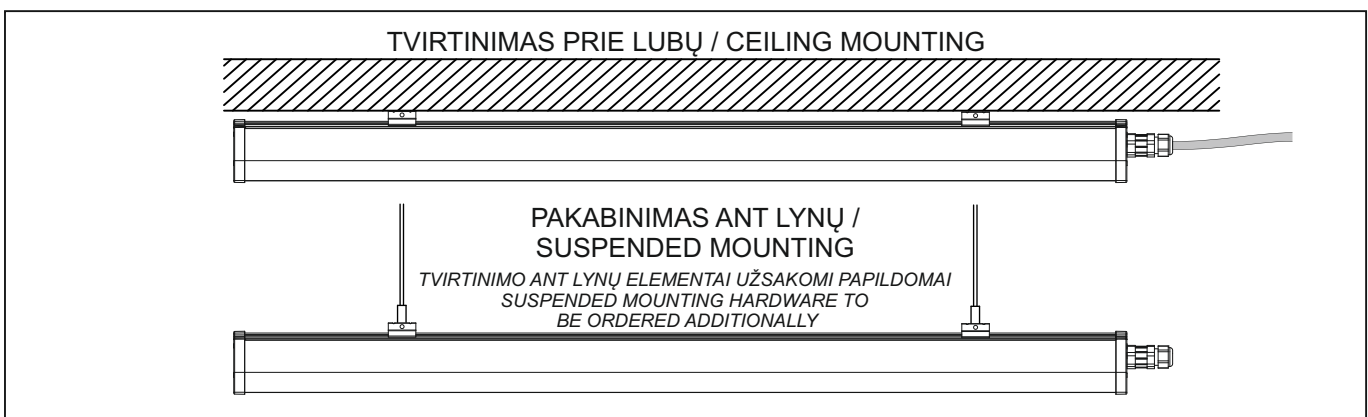 TVIRTINIMAS PRIE LUBŲ / CEILING MOUNTING
PAKABINIMAS ANT LYNŲ /
SUSPENDED MOUNTING
TVIRTINIMO ANT LYNŲ ELEMENTAI UŽSAKOMI PAPILDOMAI
SUSPENDED MOUNTING HARDWARE TO
BE ORDERED ADDITIONALLY